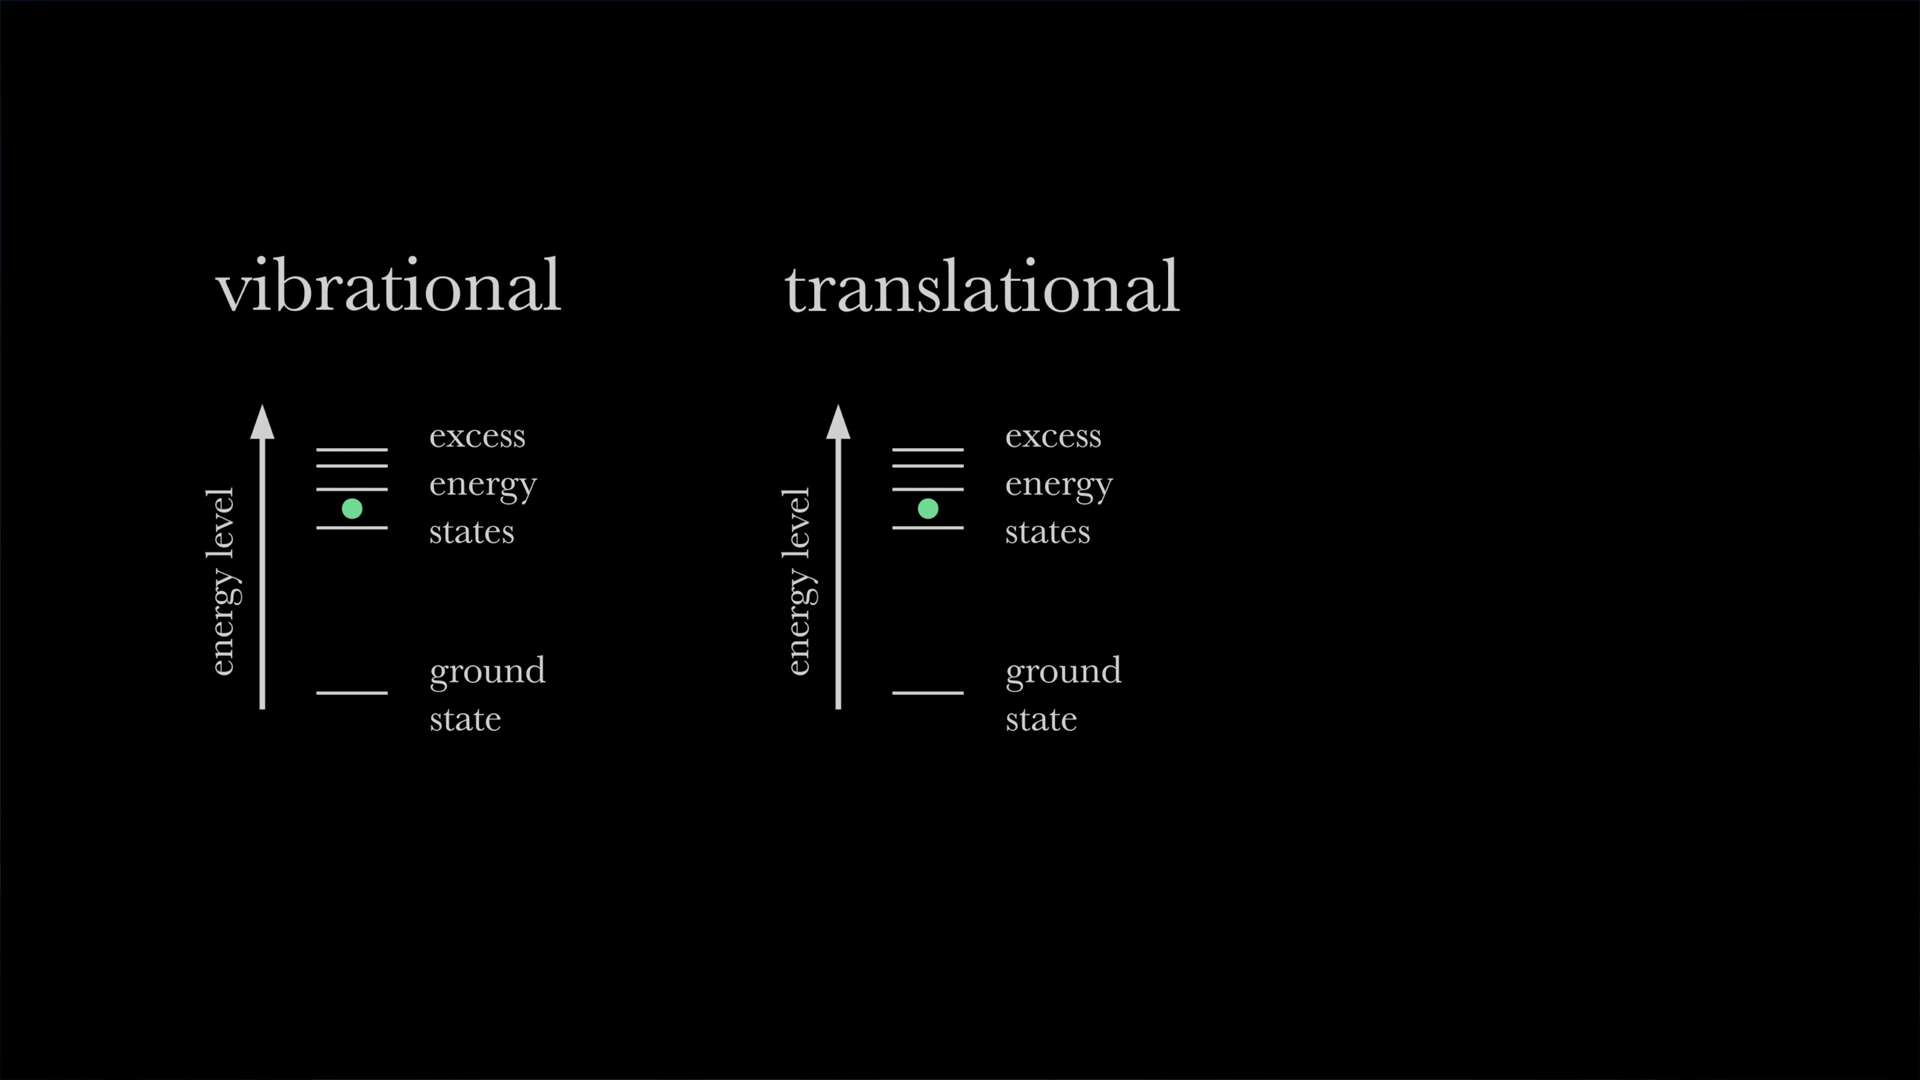 vibrational
energy level
excess
energy
states
ground
state
translational
energy level
excess
energy
states
ground
state